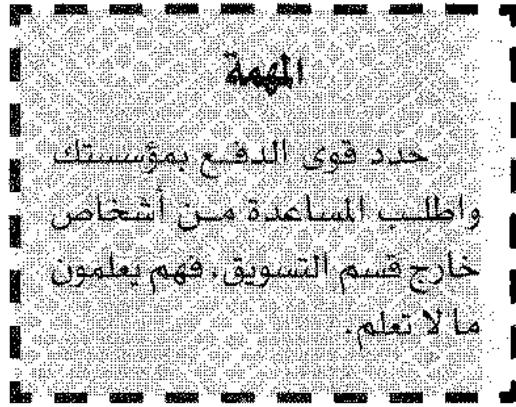 المهمة
حدد قوى الدفع بمؤسستك
واطلب المساعدة من أشخاص
خارج قسم التسويق. فهم يعلمون
ما لا تعلم.